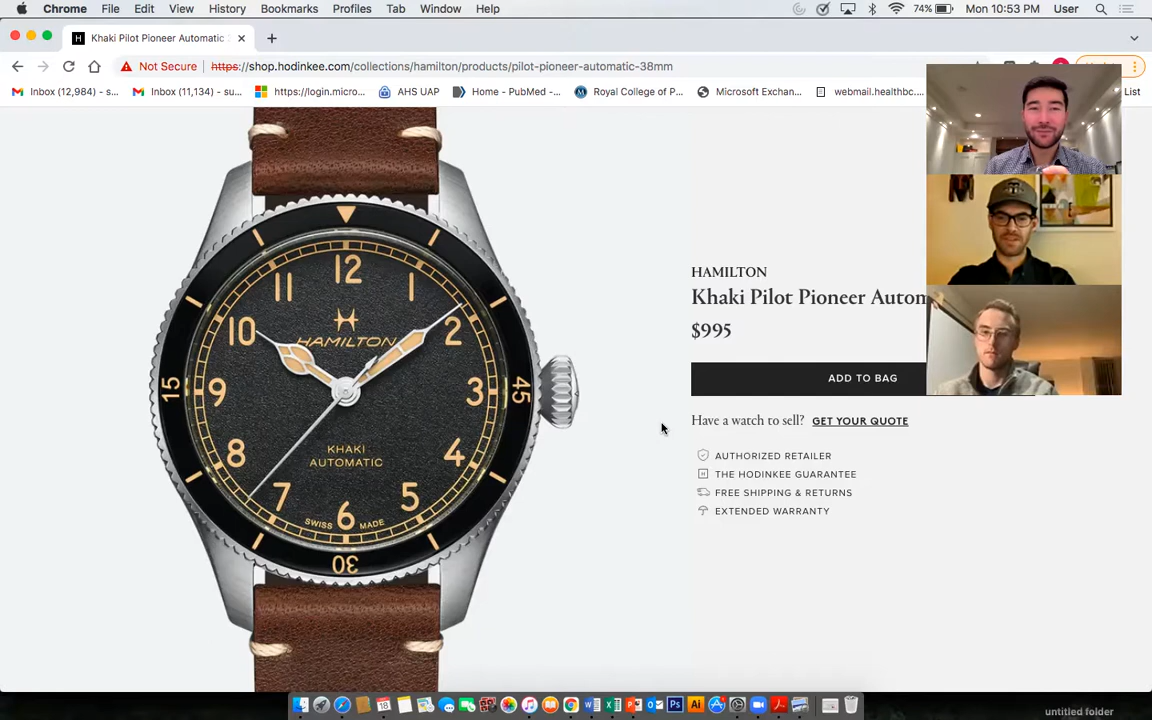 Chrome File Edit View History Bookmarks Profiles Tab Window Help 74% Mon 10:53 PM User
Khaki Pilot Pioneer Automatic
Not Secure https://shop.hodinkee.com/collections/hamilton/products/pilot-pioneer-automatic-38mm
Inbox (12,984) - s... Inbox (11,134) - su... https://login.micro... AHS UAP Home - PubMed -... Royal College of P... Microsoft Exchan... webmail.healthbc.... List
12
11 1
10 2
HAMILTON
15 9 3 45
KHAKI
AUTOMATIC
8 4
7 5
6
SWISS MADE
30
HAMILTON
Khaki Pilot Pioneer Autom
$995
ADD TO BAG
Have a watch to sell? GET YOUR QUOTE
AUTHORIZED RETAILER
THE HODINKEE GUARANTEE
FREE SHIPPING & RETURNS
EXTENDED WARRANTY
untitled folder